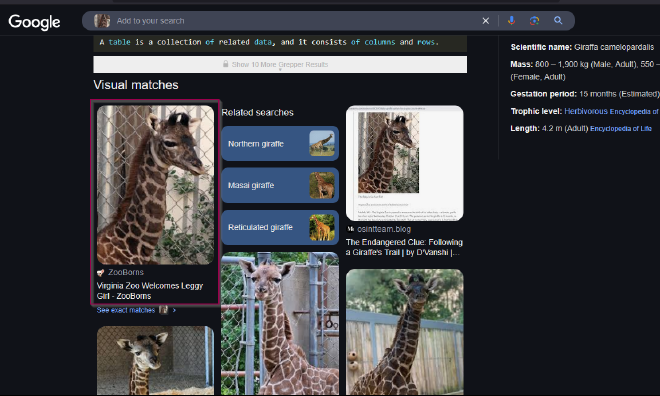 Google
Add to your search
A table is a collection of related data, and it consists of columns and rows.
Show 10 More Grepper Results
Visual matches
ZooBorns
Virginia Zoo Welcomes Leggy
Girl - ZooBorns
See exact matches
Related searches
Northern giraffe
Masai giraffe
Reticulated giraffe
osintteam.blog
The Endangered Clue: Following
a Giraffe's Trail | by D'Vanshi |...
Scientific name: Giraffa camelopardalis
Mass: 800 – 1,900 kg (Male, Adult), 550 –
(Female, Adult)
Gestation period: 15 months (Estimated)
Trophic level: Herbivorous Encyclopedia of
Length: 4.2 m (Adult) Encyclopedia of Life